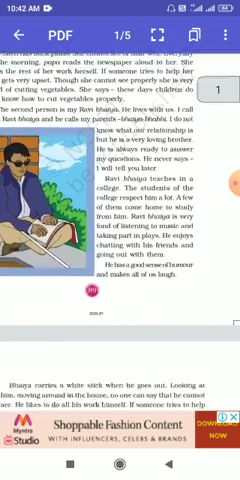 10:42 AM
64
PDF
1/5
1
the morning, papa reads the newspaper aloud to her. She
s the rest of her work herself. If someone tries to help her
gets very upset. Though she cannot see properly she is very
d of cutting vegetables. She says – these days children do
know how to cut vegetables properly.
he second person is my Ravi bhaiya. He lives with us. I call
Ravi bhaiya and he calls my parents – bhaiya-bhabhi. I do not
know what our relationship is
but he is a very loving brother.
He is always ready to answer
my questions. He never says –
I will tell you later.
Ravi bhaiya teaches in a
college. The students of the
college respect him a lot. A few
of them come home to study
from him. Ravi bhaiya is very
fond of listening to music and
taking part in plays. He enjoys
chatting with his friends and
going out with them.
He has a good sense of humour
and makes all of us laugh.
2020-21
Bhaiya carries a white stick when he goes out. Looking at
him, moving around in the house, no one can say that he cannot
see. He likes to do all his work himself. If someone tries to help
Myntra
Studio
Shoppable Fashion Content
WITH INFLUENCERS, CELEBS & BRANDS
DOWNLOAD
NOW